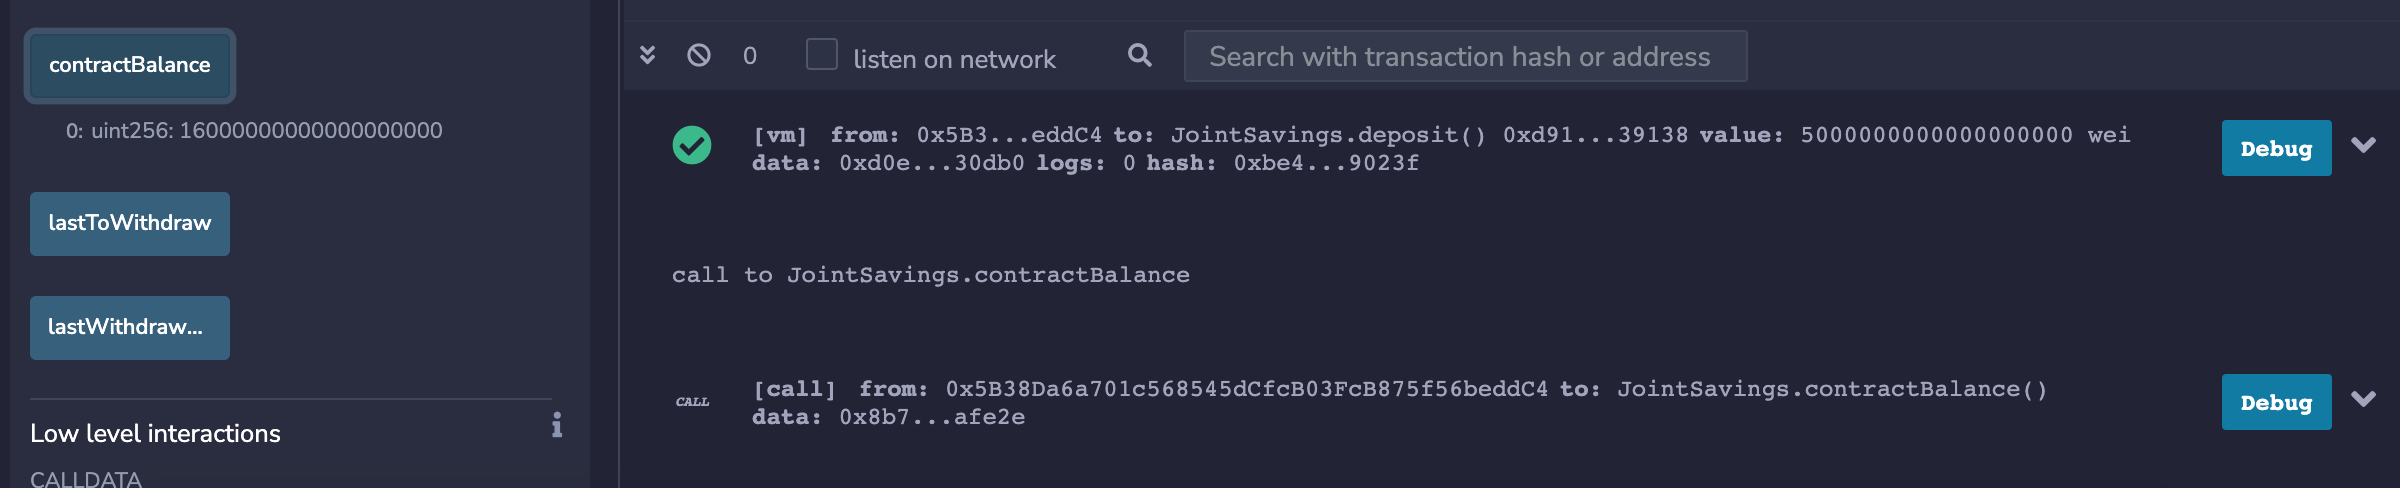 contractBalance
0: uint256: 16000000000000000000
lastToWithdraw
lastWithdraw...
Low level interactions
i
CALLDATA
0
listen on network
Search with transaction hash or address
[vm] from: 0x5B3...eddC4 to: JointSavings.deposit() 0xd91...39138 value: 5000000000000000000 wei
data: 0xd0e...30db0 logs: 0 hash: 0xbe4...9023f
Debug
call to JointSavings.contractBalance
CALL
[call] from: 0x5B38Da6a701c568545dCfcB03FcB875f56beddC4 to: JointSavings.contractBalance()
data: 0x8b7...afe2e
Debug